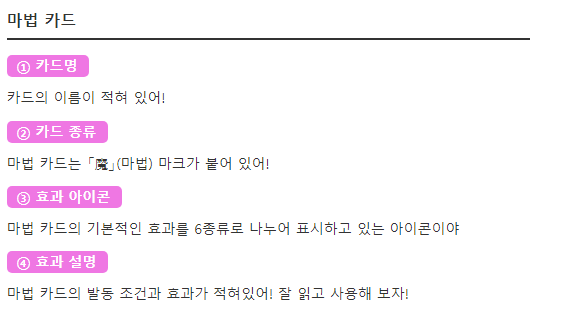 마법 카드
① 카드명
카드의 이름이 적혀 있어!
② 카드 종류
마법 카드는 「魔」(마법) 마크가 붙어 있어!
③ 효과 아이콘
마법 카드의 기본적인 효과를 6종류로 나누어 표시하고 있는 아이콘이야
④ 효과 설명
마법 카드의 발동 조건과 효과가 적혀있어! 잘 읽고 사용해 보자!